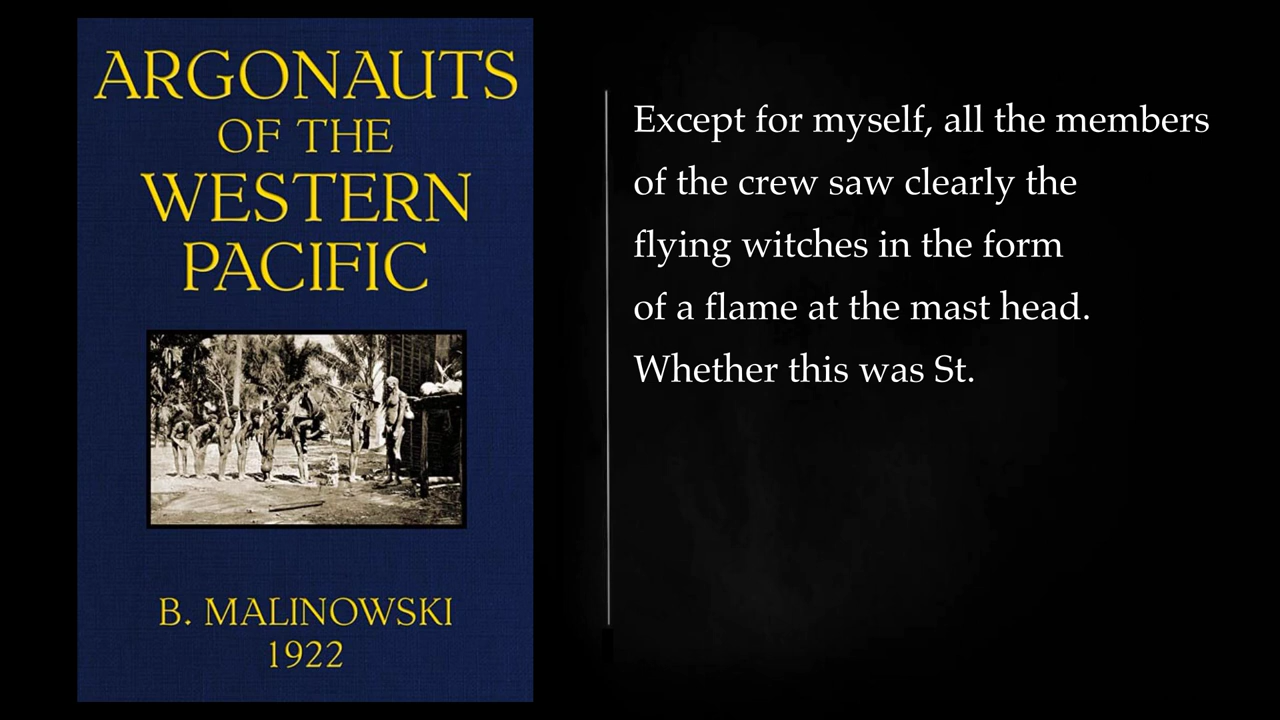 ARGONAUTS
OF THE
WESTERN
PACIFIC
B. MALINOWSKI
1922
Except for myself, all the members
of the crew saw clearly the
flying witches in the form
of a flame at the mast head.
Whether this was St.